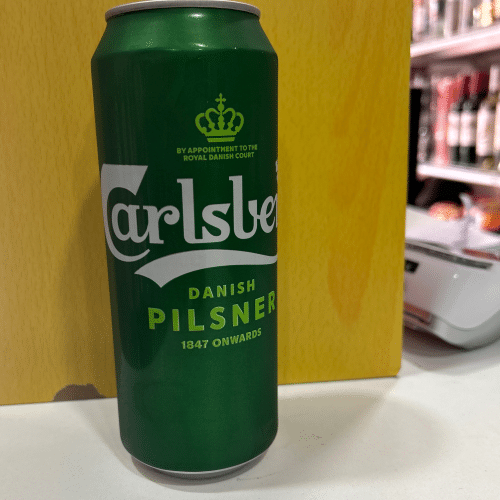 BY APPOINTMENT TO THE
ROYAL DANISH COURT
Carlsbe
DANISH
PILSNER
1847 ONWARDS